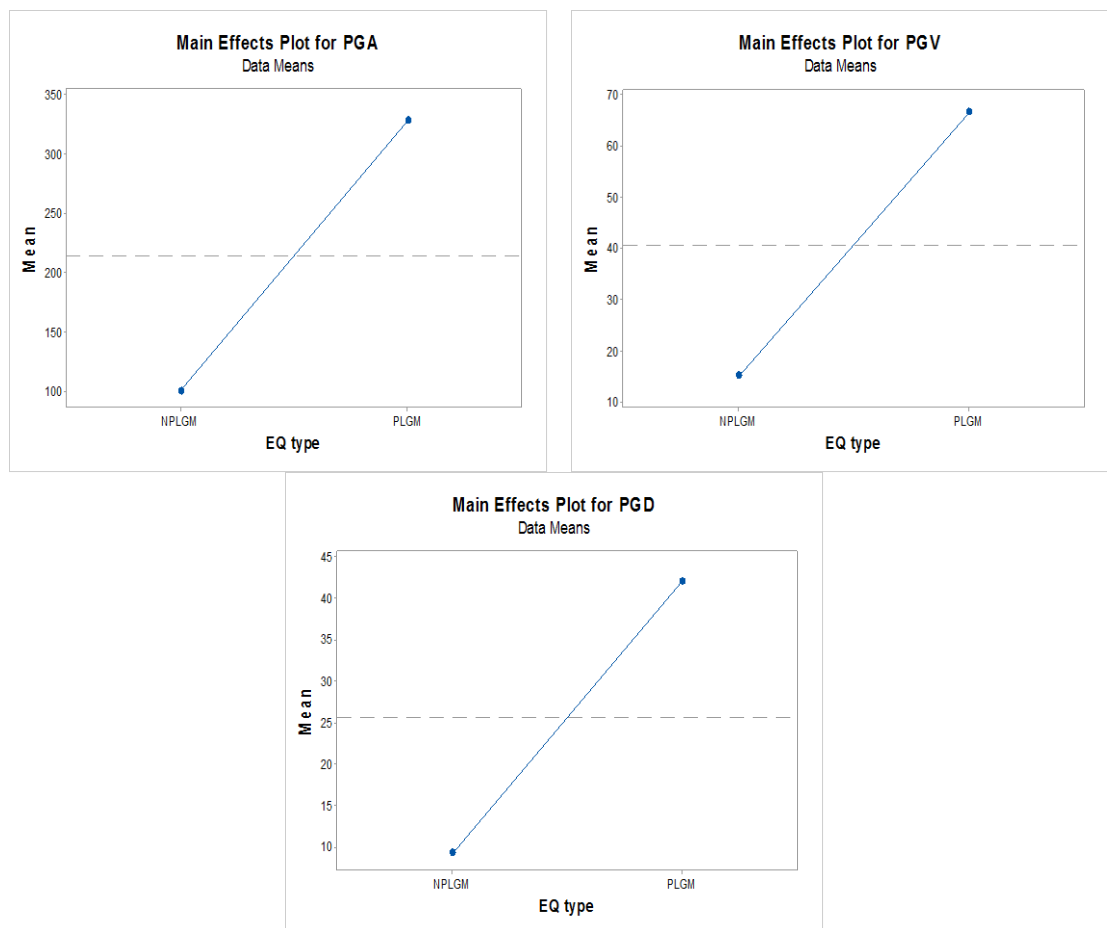 Main Effects Plot for PGA
Data Means
350
300
250
200
150
100
Mean
NPLGM PLGM
EQ type
Main Effects Plot for PGV
Data Means
70
60
50
40
30
20
10
Mean
NPLGM PLGM
EQ type
Main Effects Plot for PGD
Data Means
45
40
35
30
25
20
15
10
Mean
NPLGM PLGM
EQ type